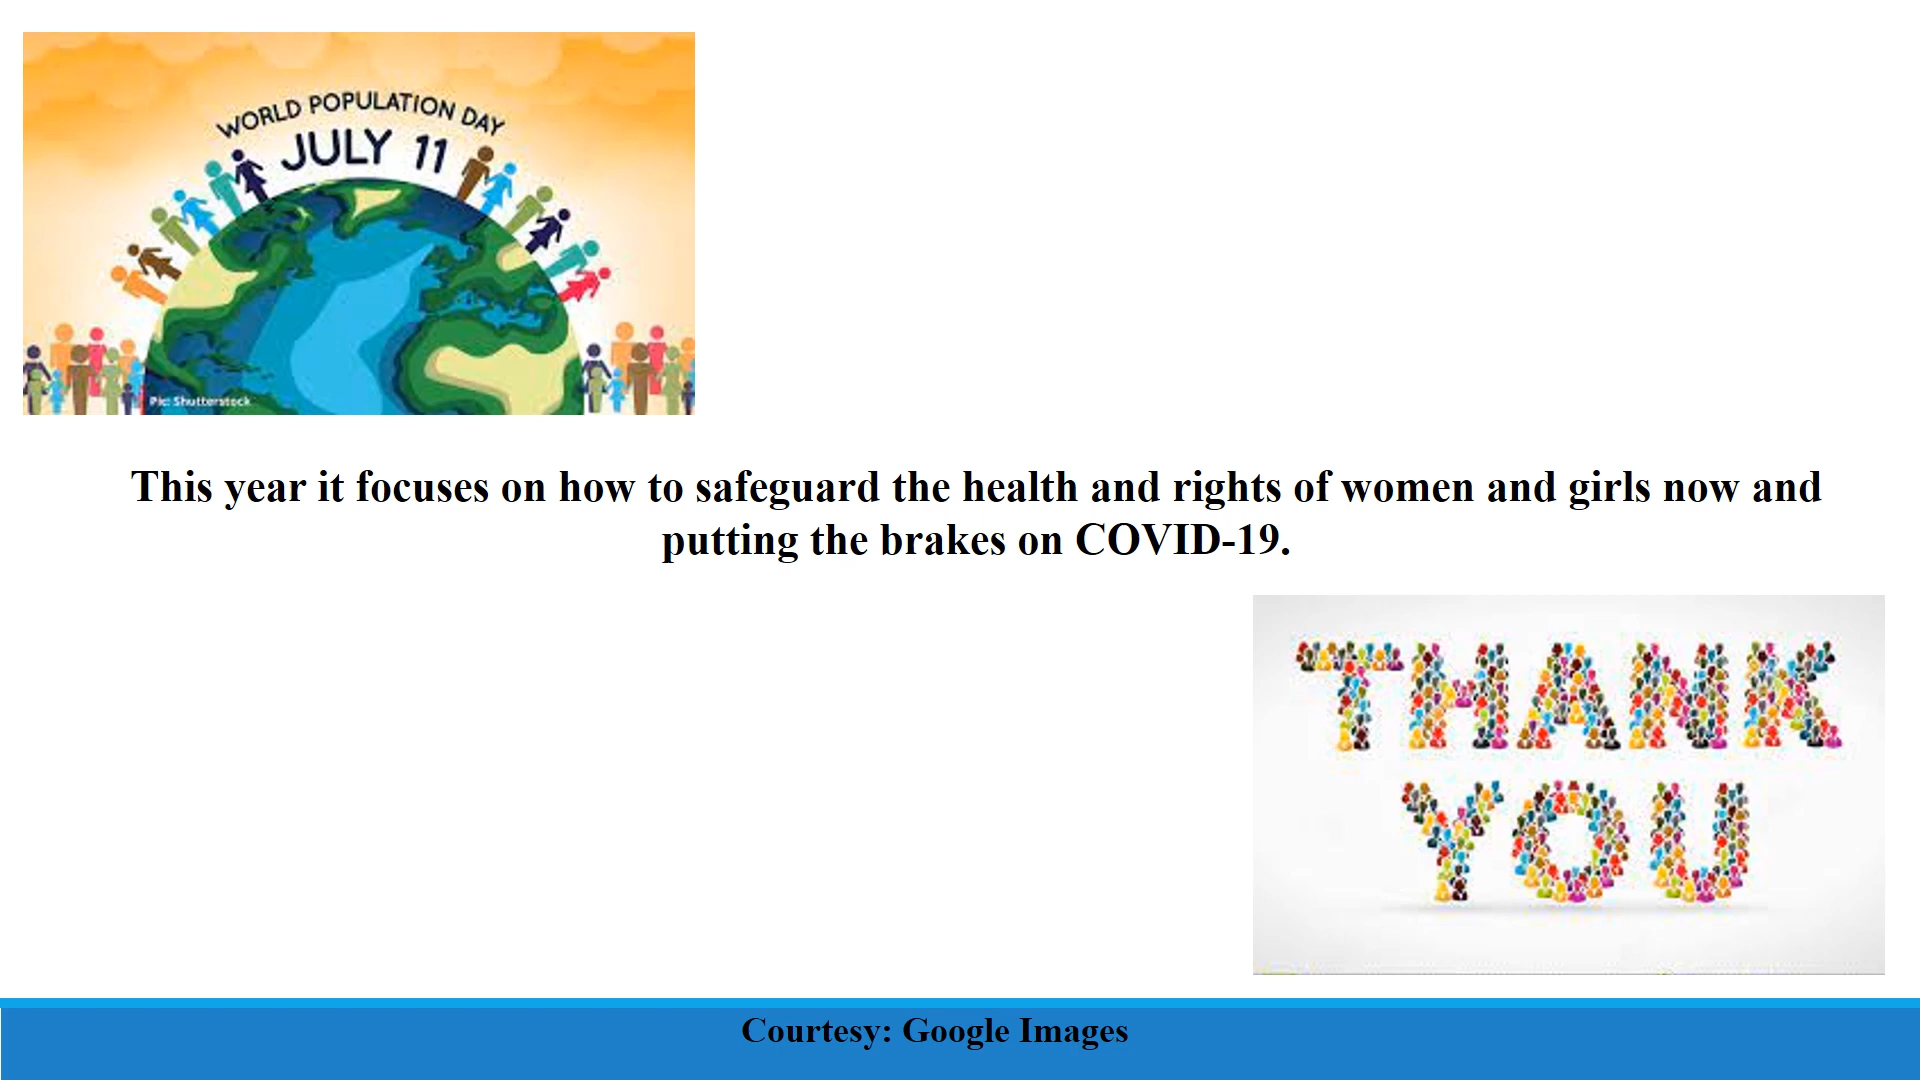 WORLD POPULATION DAY
JULY 11
Pic: Shutterstock
This year it focuses on how to safeguard the health and rights of women and girls now and
putting the brakes on COVID-19.
THANK
YOU
Courtesy: Google Images